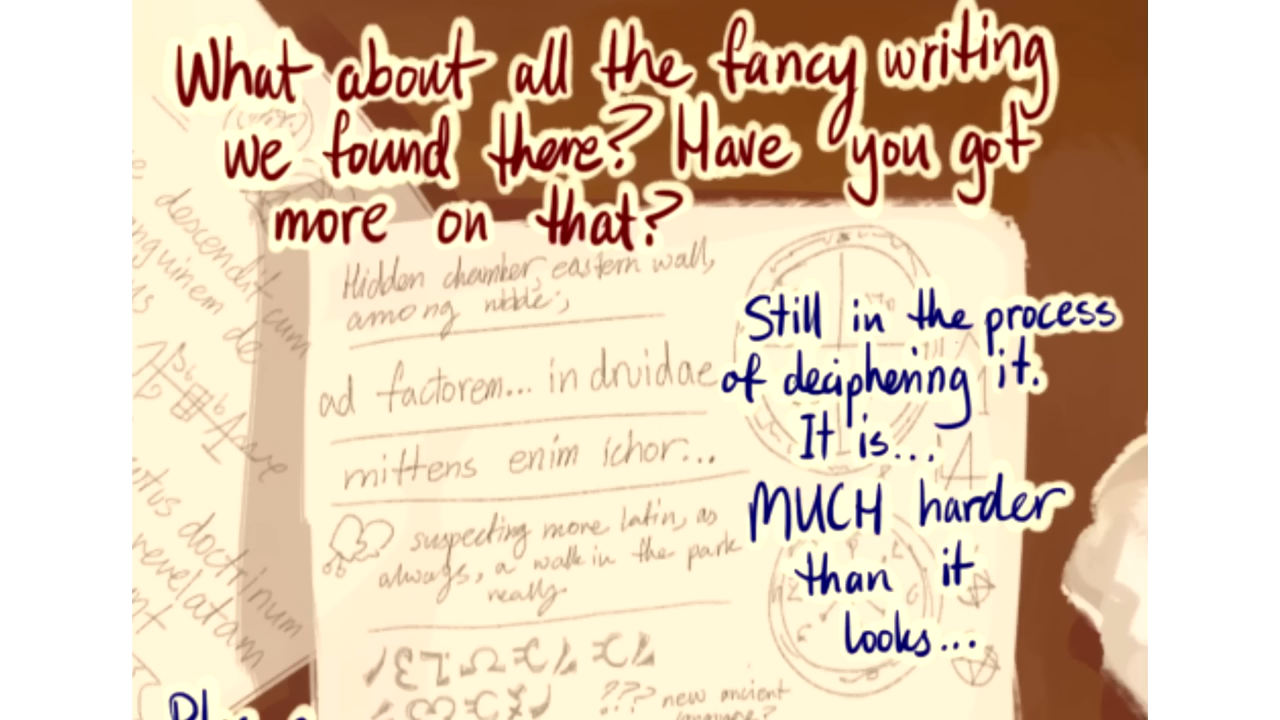 What about all the fancy writing
we found there? Have you got
more on that?
Hidden chamber, eastern wall,
among
ad factorem... in druidae
mittens enim ichor...
suspecting more latin, as
always, a walk in the park
really
??? new ancient
language?
Still in the process
of deciphering it.
It is...
MUCH harder
than it
looks...
descendit cum
de
doctrinum
revelatam